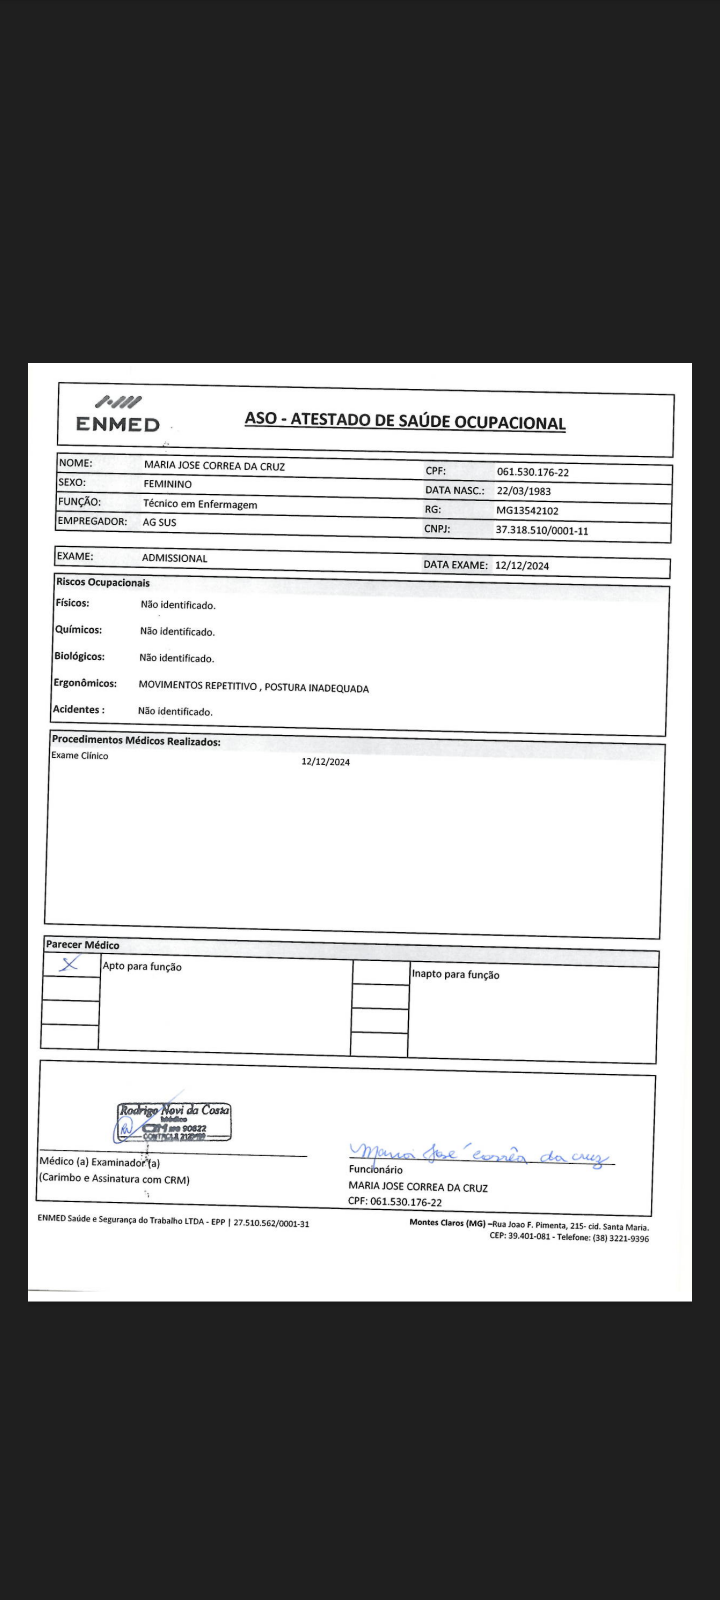 ENMED
ASO - ATESTADO DE SAÚDE OCUPACIONAL
NOME: MARIA JOSE CORREA DA CRUZ CPF: 061.530.176-22
SEXO: FEMININO DATA NASC.: 22/03/1983
FUNÇÃO: Técnico em Enfermagem RG: MG13542102
EMPREGADOR: AG SUS CNPJ: 37.318.510/0001-11
EXAME: ADMISSIONAL DATA EXAME: 12/12/2024
Riscos Ocupacionais
Físicos: Não identificado.
Químicos: Não identificado.
Biológicos: Não identificado.
Ergonômicos: MOVIMENTOS REPETITIVO , POSTURA INADEQUADA
Acidentes : Não identificado.
Procedimentos Médicos Realizados:
Exame Clínico 12/12/2024
Parecer Médico
X Apto para função Inapto para função
Rodrigo Novi da Costa
Médico
90822
Maria José corrêa da cruz
Médico (a) Examinador (a) Funcionário
(Carimbo e Assinatura com CRM) MARIA JOSE CORREA DA CRUZ
CPF: 061.530.176-22
ENMED Saúde e Segurança do Trabalho LTDA - EPP | 27.510.562/0001-31 Montes Claros (MG) –Rua Joao F. Pimenta, 215- cid. Santa Maria.
CEP: 39.401-081 - Telefone: (38) 3221-9396